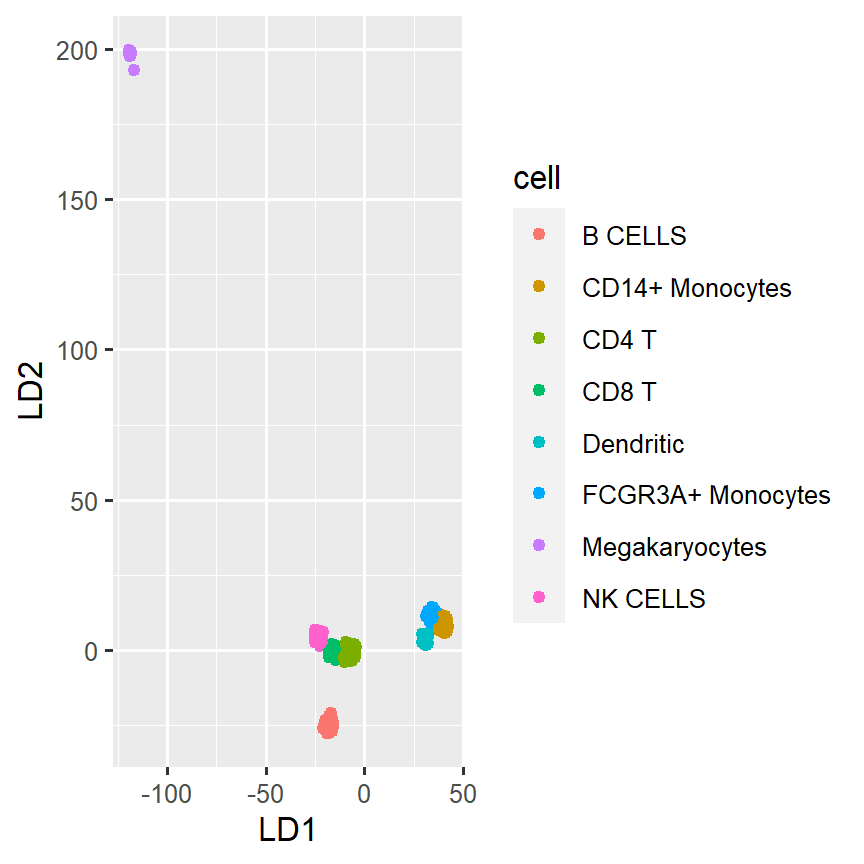 200
150
100
50
0
-100
-50
0
50
LD1
LD2
cell
B CELLS
CD14+ Monocytes
CD4 T
CD8 T
Dendritic
FCGR3A+ Monocytes
Megakaryocytes
NK CELLS